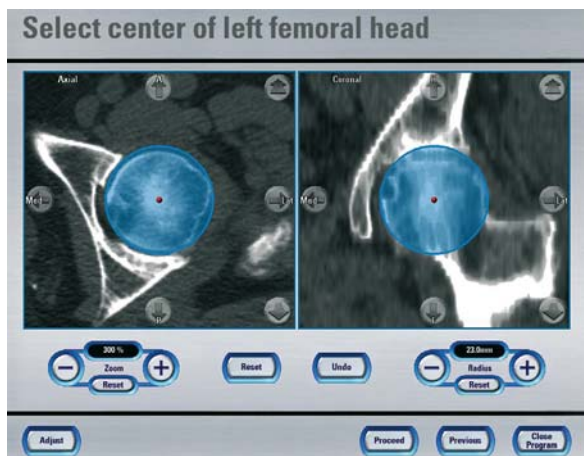 Select center of left femoral head
Axial
A
Med
Lat
P
Coronal
Med
Lat
I
300 %
Zoom
Reset
Reset
Undo
23.0mm
Radius
Reset
Adjust
Proceed
Previous
Close
Program